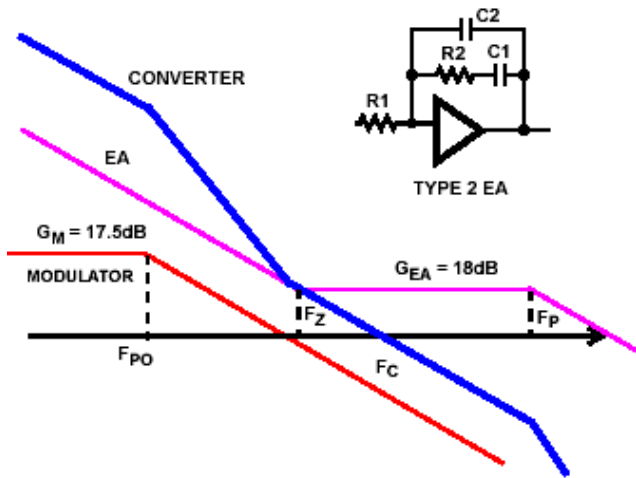 C2
R2 C1
R1
TYPE 2 EA
CONVERTER
EA
GM = 17.5dB
MODULATOR
GEA = 18dB
FZ
FP
FPO
FC